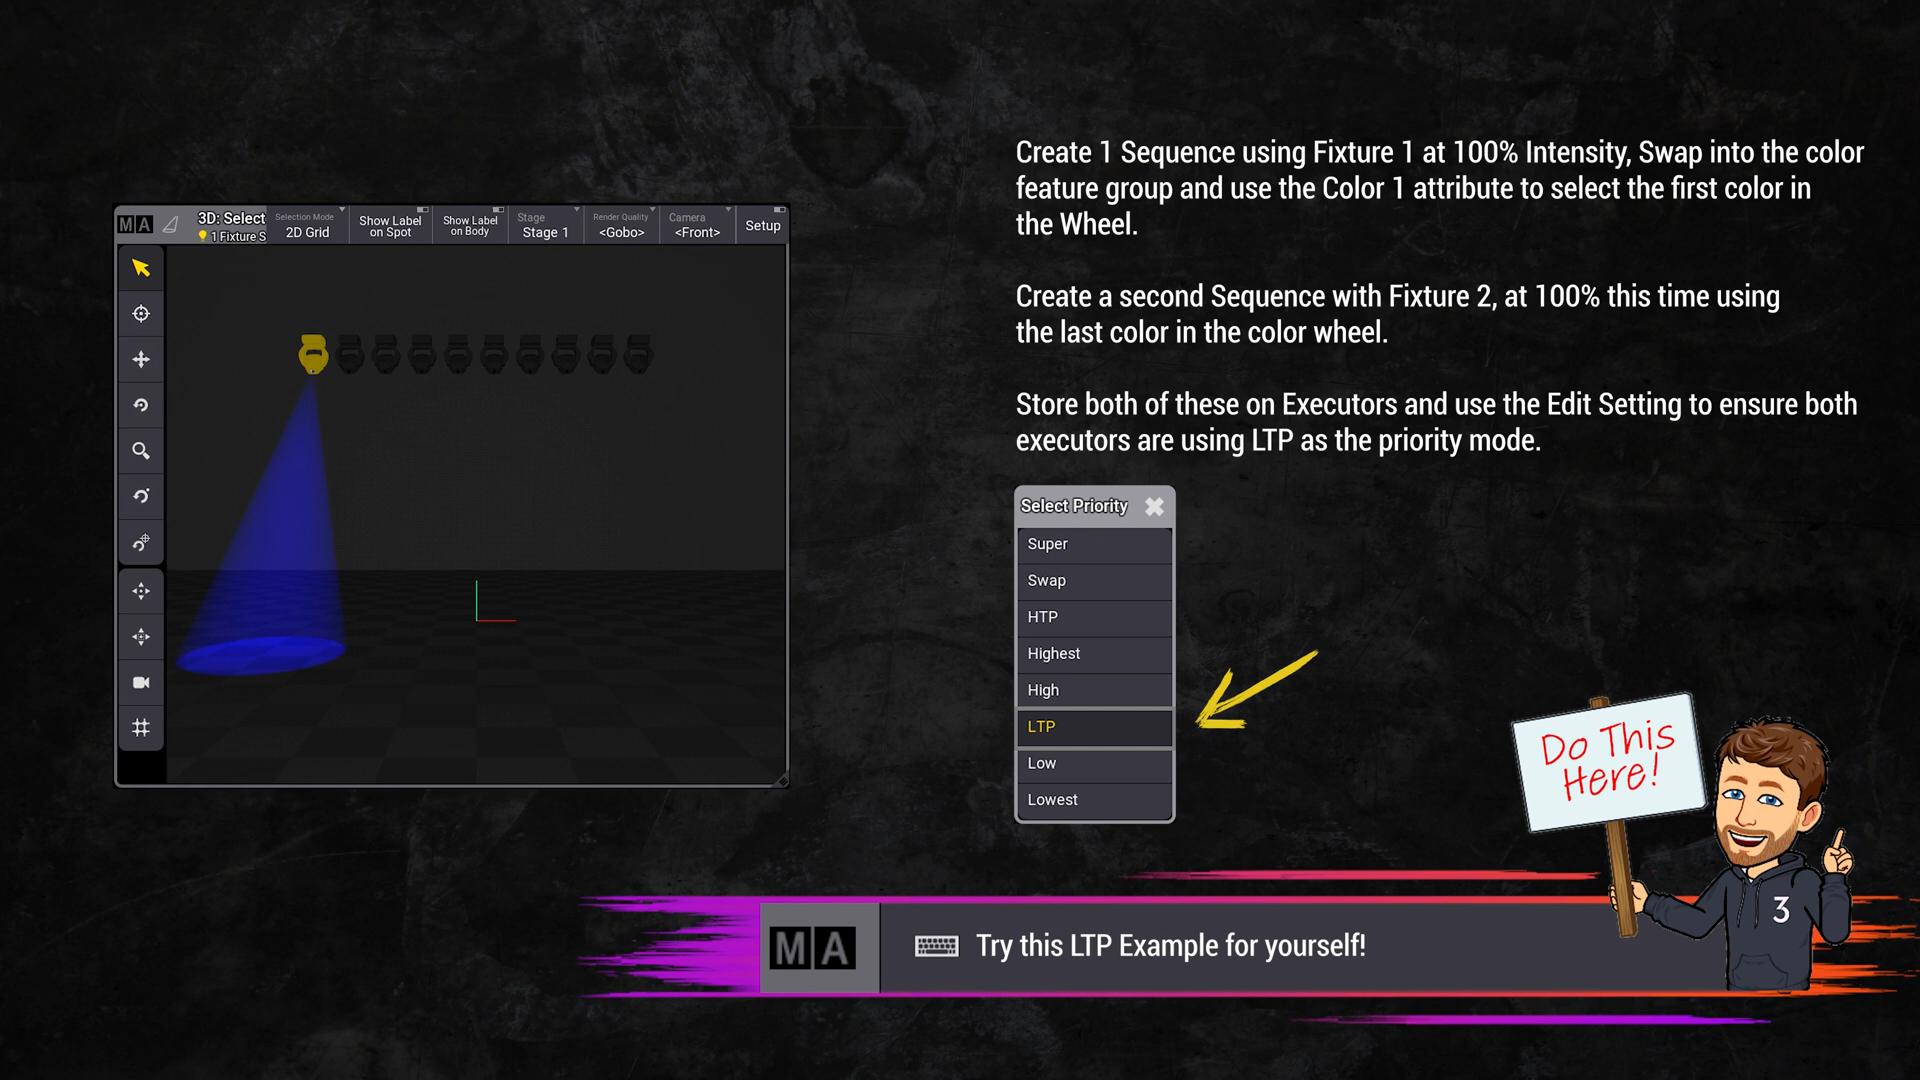 Create 1 Sequence using Fixture 1 at 100% Intensity, Swap into the color
feature group and use the Color 1 attribute to select the first color in
the Wheel.
Create a second Sequence with Fixture 2, at 100% this time using
the last color in the color wheel.
Store both of these on Executors and use the Edit Setting to ensure both
executors are using LTP as the priority mode.
MA
3D: Select
1 Fixture S
Selection Mode
2D Grid
Show Label
on Spot
Show Label
on Body
Stage
Stage 1
Render Quality
<Gobo>
Camera
<Front>
Setup
Select Priority
Super
Swap
HTP
Highest
High
LTP
Low
Lowest
Do This
Here!
3
MA
Try this LTP Example for yourself!